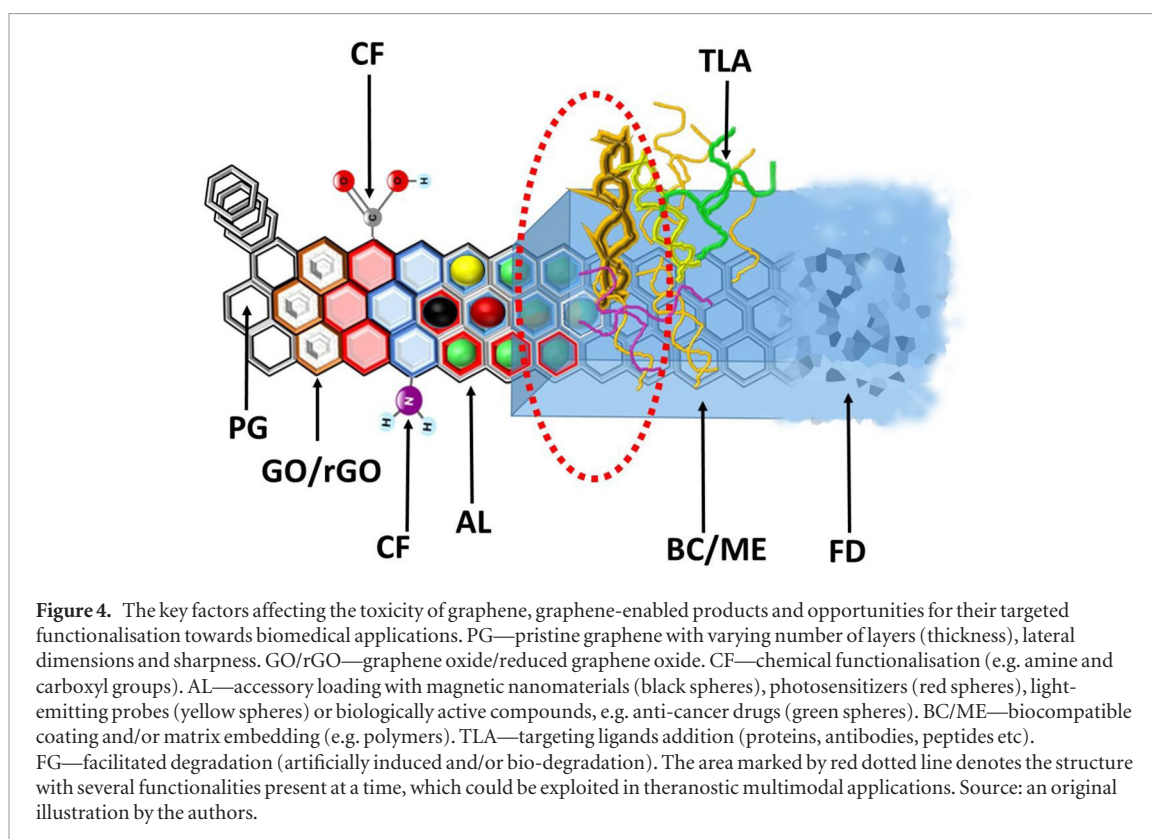 CF
TLA
O
O
H
C
PG
GO/rGO
N
H
H
CF
AL
BC/ME
FD
Figure 4. The key factors affecting the toxicity of graphene, graphene-enabled products and opportunities for their targeted
functionalisation towards biomedical applications. PG—pristine graphene with varying number of layers (thickness), lateral
dimensions and sharpness. GO/rGO—graphene oxide/reduced graphene oxide. CF—chemical functionalisation (e.g. amine and
carboxyl groups). AL—accessory loading with magnetic nanomaterials (black spheres), photosensitizers (red spheres), light-
emitting probes (yellow spheres) or biologically active compounds, e.g. anti-cancer drugs (green spheres). BC/ME—biocompatible
coating and/or matrix embedding (e.g. polymers). TLA—targeting ligands addition (proteins, antibodies, peptides etc).
FG—facilitated degradation (artificially induced and/or bio-degradation). The area marked by red dotted line denotes the structure
with several functionalities present at a time, which could be exploited in theranostic multimodal applications. Source: an original
illustration by the authors.